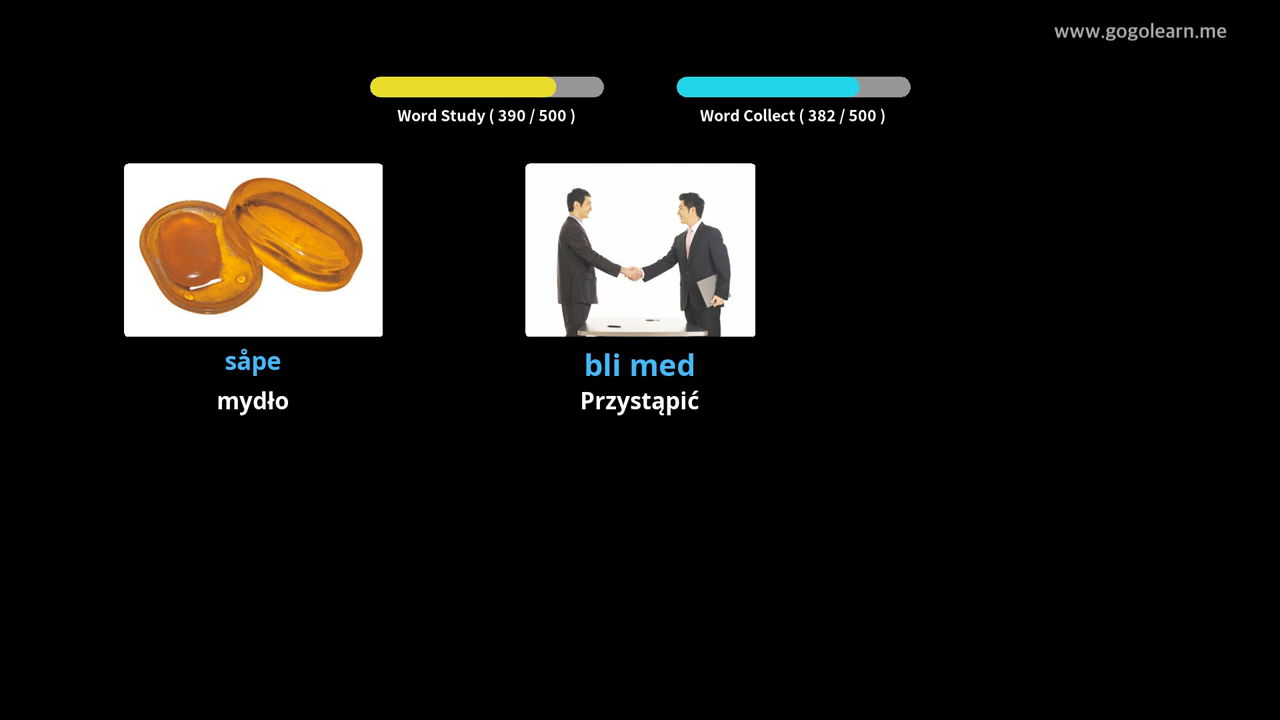 www.gogolearn.me
Word Study ( 390 / 500 )
Word Collect ( 382 / 500 )
såpe
mydło
bli med
Przystąpić